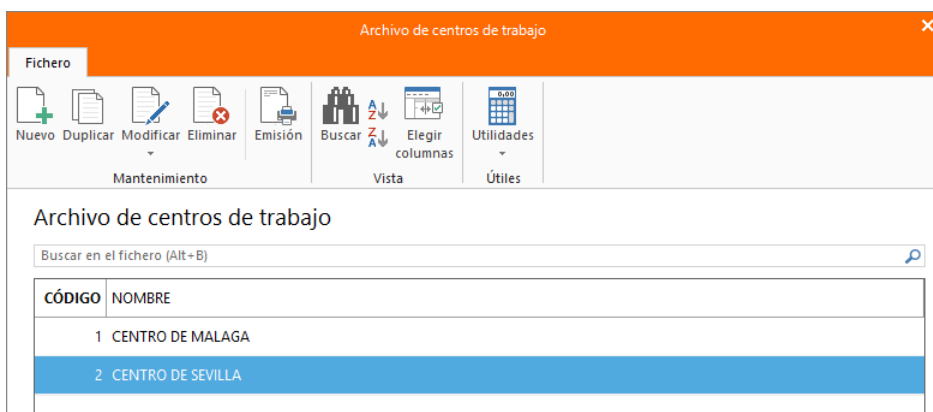 Archivo de centros de trabajo
Fichero
Nuevo Duplicar Modificar Eliminar Emisión Buscar Elegir columnas Utilidades
Mantenimiento Vista Útiles
Archivo de centros de trabajo
Buscar en el fichero (Alt+B)
CÓDIGO NOMBRE
1 CENTRO DE MALAGA
2 CENTRO DE SEVILLA